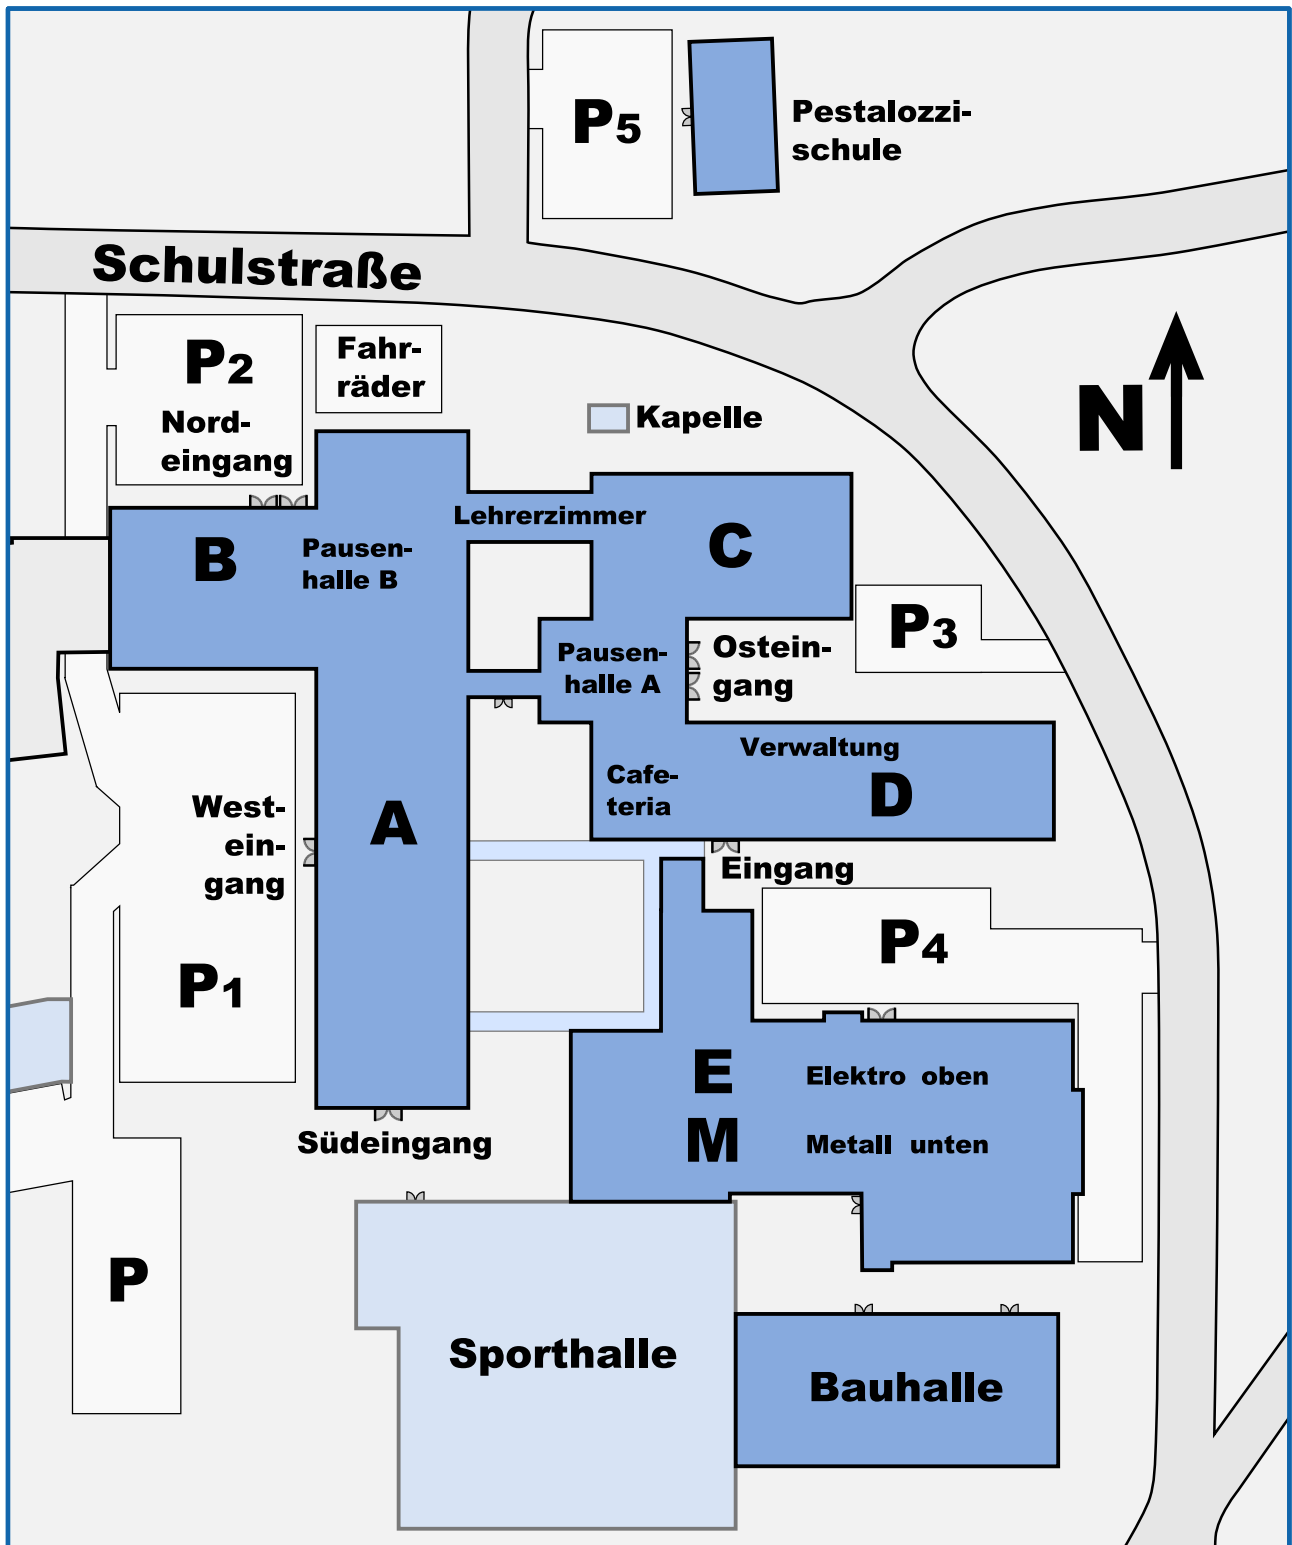 P5
Pestalozzi-
schule
Schulstraße
P2
Fahr-
räder
Nord-
eingang
Kapelle
N
Lehrerzimmer
B
Pausen-
halle B
C
P3
Pausen-
halle A
Ostein-
gang
Verwaltung
Cafe-
teria
D
West-
ein-
gang
A
Eingang
P4
P1
E
Elektro oben
M
Metall unten
Südeingang
P
Sporthalle
Bauhalle